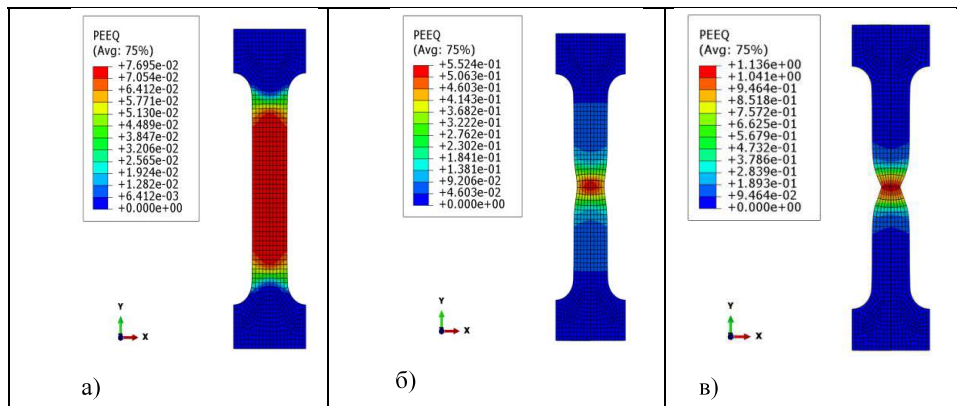 PEEQ
(Avg: 75%)
+7.695e-02
+7.054e-02
+6.412e-02
+5.771e-02
+5.130e-02
+4.489e-02
+3.847e-02
+3.206e-02
+2.565e-02
+1.924e-02
+1.282e-02
+6.412e-03
+0.000e+00
Y
X
а)
PEEQ
(Avg: 75%)
+5.524e-01
+5.063e-01
+4.603e-01
+4.143e-01
+3.682e-01
+3.222e-01
+2.762e-01
+2.302e-01
+1.841e-01
+1.381e-01
+9.206e-02
+4.603e-02
+0.000e+00
Y
X
б)
PEEQ
(Avg: 75%)
+1.136e+00
+1.041e+00
+9.464e-01
+8.518e-01
+7.572e-01
+6.625e-01
+5.679e-01
+4.732e-01
+3.786e-01
+2.839e-01
+1.893e-01
+9.464e-02
+0.000e+00
Y
X
в)